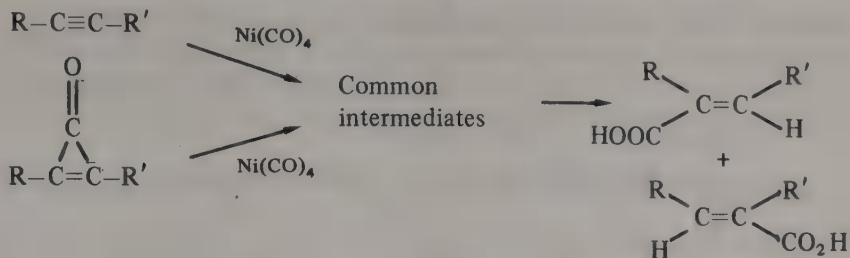 R–C≡C–R′
Ni(CO)₄
O
C
R–C=C–R′
Ni(CO)₄
Common
intermediates
R R′
C=C
HOOC H
+
R R′
C=C
H CO₂H